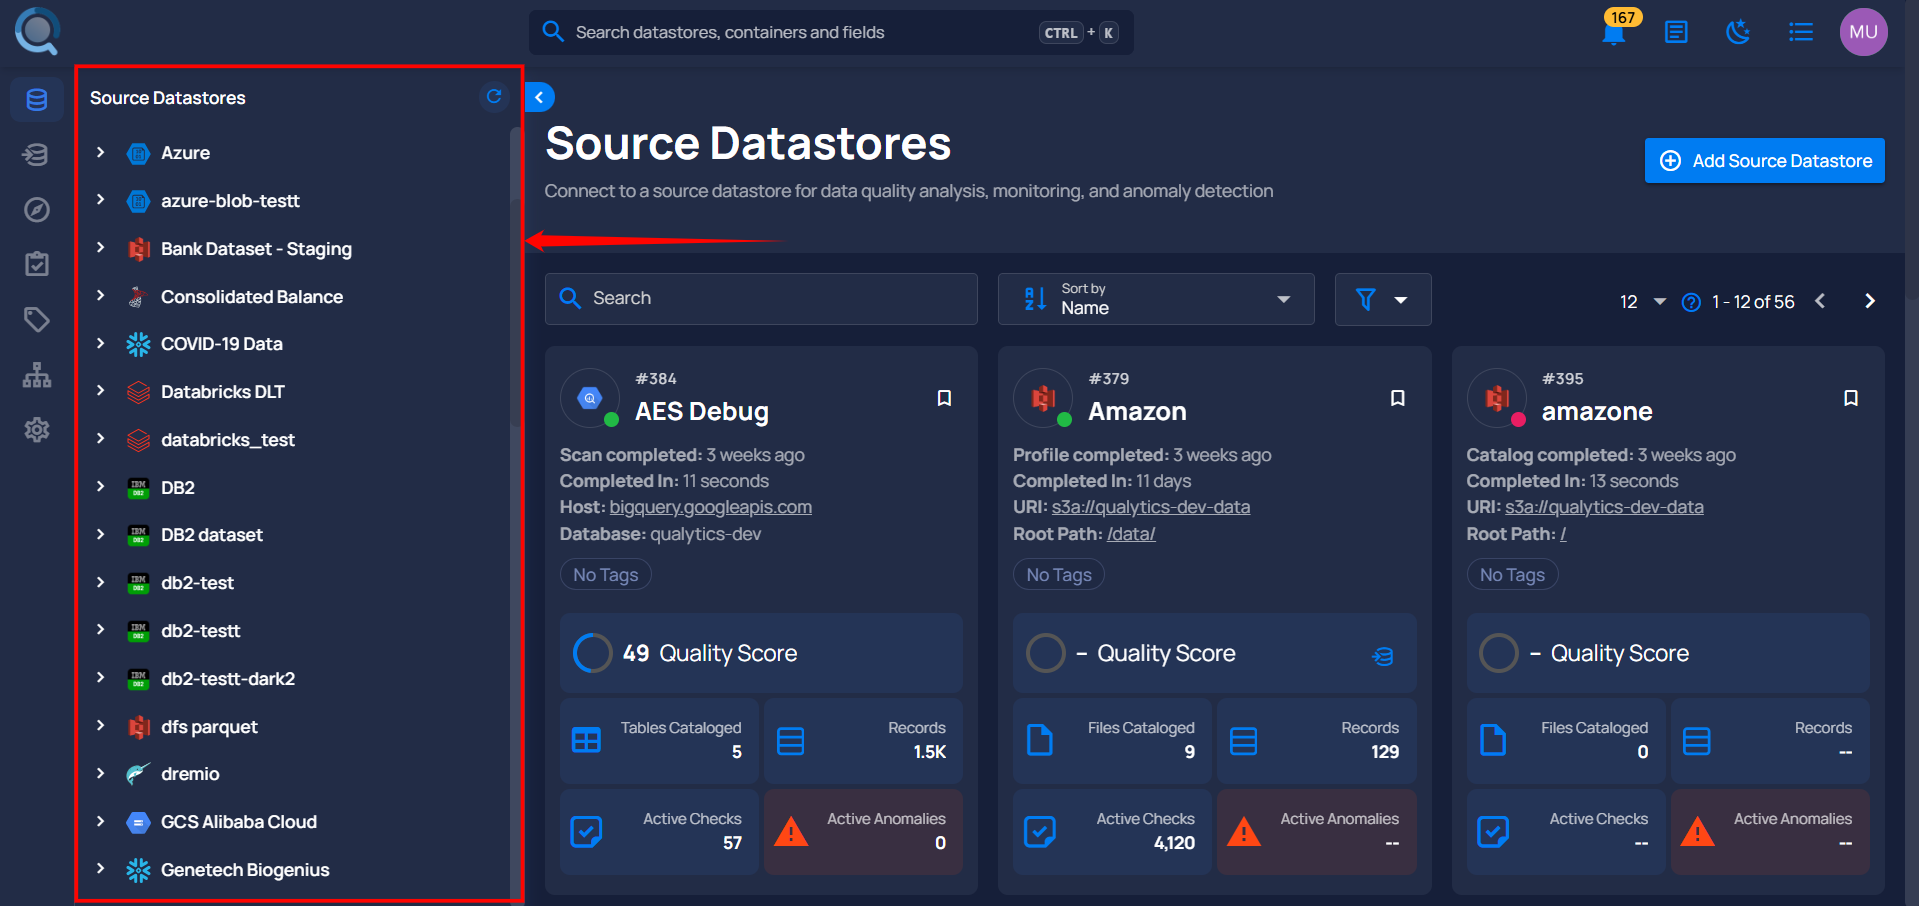 Search datastores, containers and fields
CTRL + K
167
MU
Source Datastores
Azure
azure-blob-testt
Bank Dataset - Staging
Consolidated Balance
COVID-19 Data
Databricks DLT
databricks_test
DB2
DB2 dataset
db2-test
db2-testt
db2-testt-dark2
dfs parquet
dremio
GCS Alibaba Cloud
Genetech Biogenius
Source Datastores
Connect to a source datastore for data quality analysis, monitoring, and anomaly detection
Add Source Datastore
Search
Sort by
Name
12
1 - 12 of 56
#384
AES Debug
Scan completed: 3 weeks ago
Completed In: 11 seconds
Host: bigquery.googleapis.com
Database: qualytics-dev
No Tags
49 Quality Score
Tables Cataloged
5
Records
1.5K
Active Checks
57
Active Anomalies
0
#379
Amazon
Profile completed: 3 weeks ago
Completed In: 11 days
URI: s3a://qualytics-dev-data
Root Path: /data/
No Tags
– Quality Score
Files Cataloged
9
Records
129
Active Checks
4,120
Active Anomalies
--
#395
amazone
Catalog completed: 3 weeks ago
Completed In: 13 seconds
URI: s3a://qualytics-dev-data
Root Path: /
No Tags
– Quality Score
Files Cataloged
0
Records
--
Active Checks
--
Active Anomalies
--